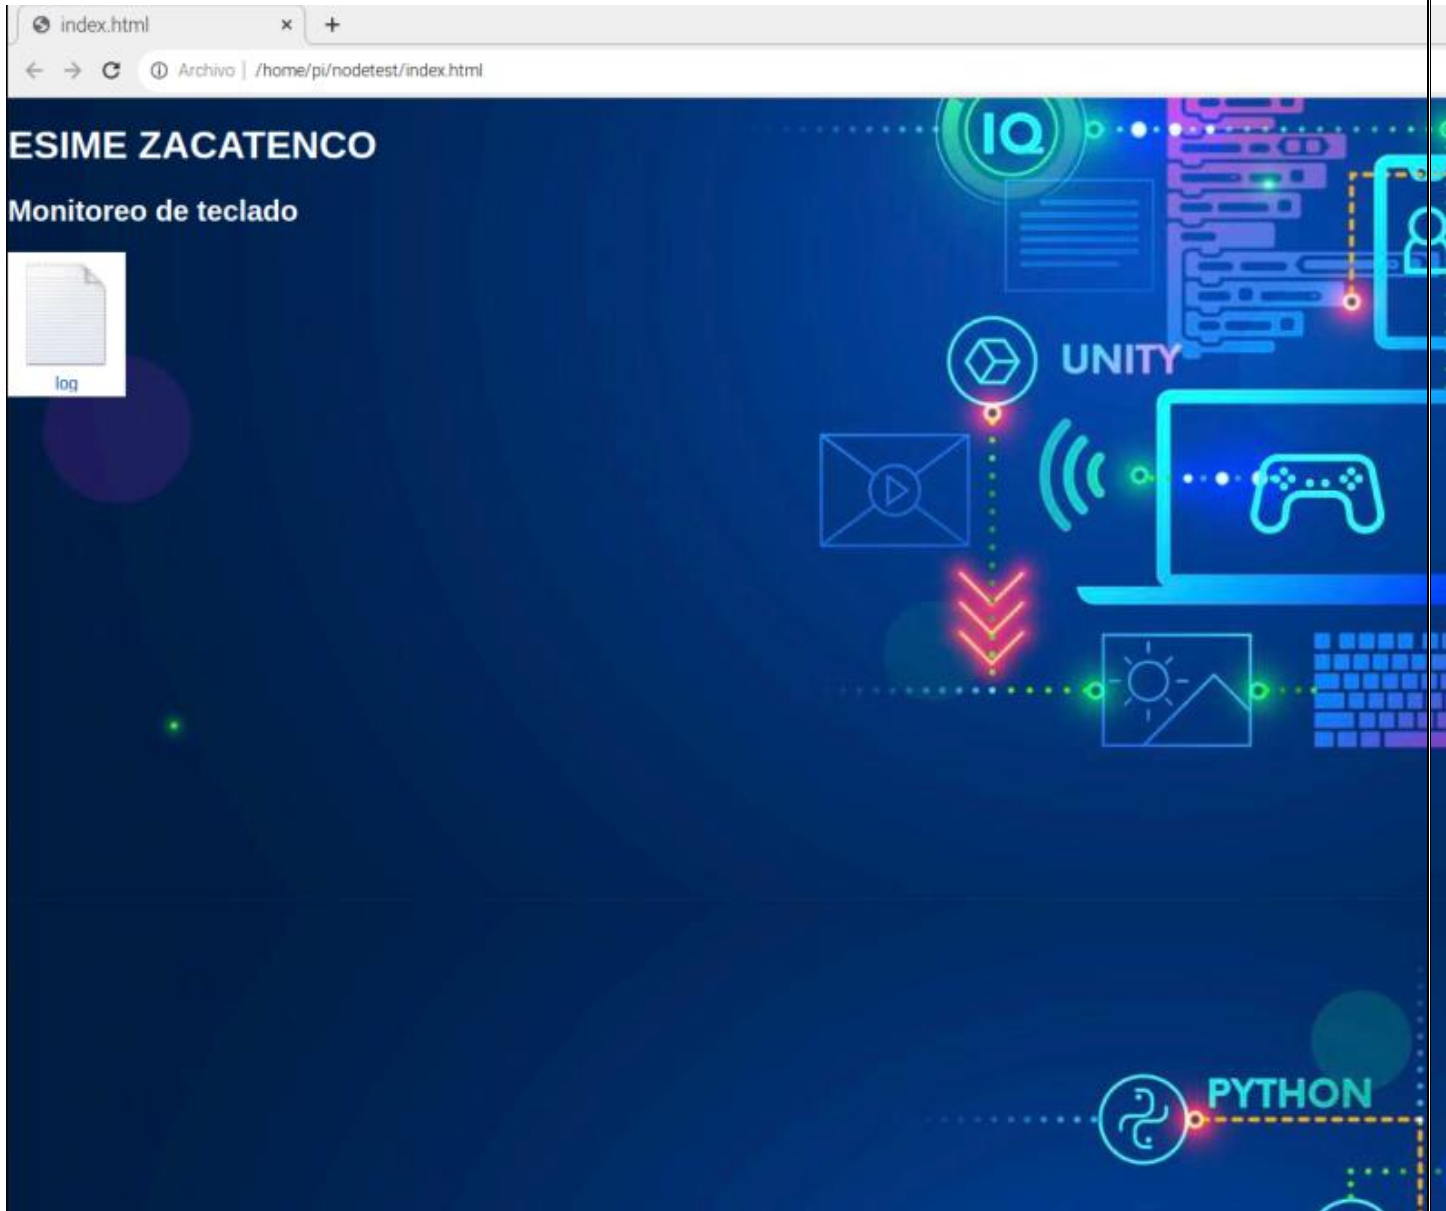 index.html × +
Archivo | /home/pi/nodetest/index.html
ESIME ZACATENCO
Monitoreo de teclado
log
IQ
UNITY
PYTHON